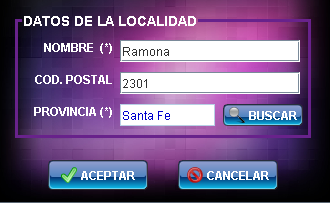 DATOS DE LA LOCALIDAD
NOMBRE (*) Ramona
COD. POSTAL 2301
PROVINCIA (*) Santa Fe BUSCAR
ACEPTAR CANCELAR